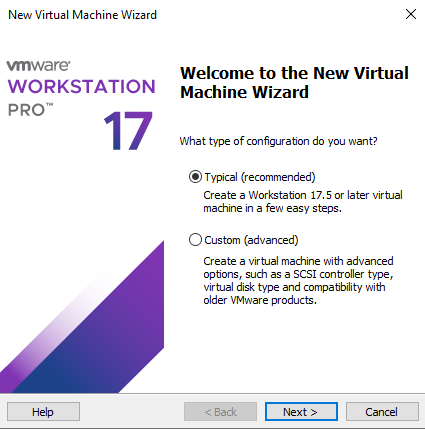 New Virtual Machine Wizard
vmware®
WORKSTATION
PRO™
17
Welcome to the New Virtual
Machine Wizard
What type of configuration do you want?
Typical (recommended)
Create a Workstation 17.5 or later virtual
machine in a few easy steps.
Custom (advanced)
Create a virtual machine with advanced
options, such as a SCSI controller type,
virtual disk type and compatibility with
older VMware products.
Help
< Back
Next >
Cancel